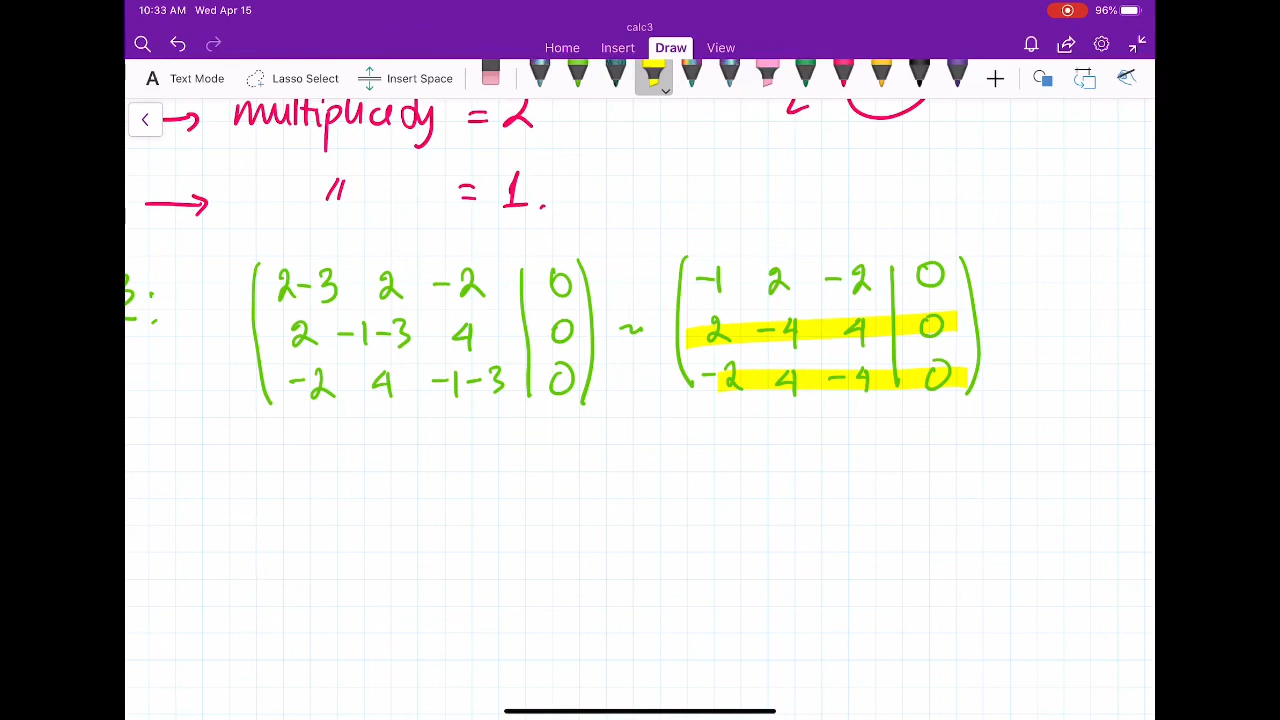 10:33 AM Wed Apr 15 96%
calc3
Home Insert Draw View
A Text Mode Lasso Select Insert Space
→ multiplicedy = 2
→ " = 1.
3: ( 2-3 2 -2 | 0 ) ~ ( -1 2 -2 | 0 )
( 2 -1-3 4 | 0 ) ( 2 -4 4 | 0 )
( -2 4 -1-3 | 0 ) ( -2 4 -4 | 0 )